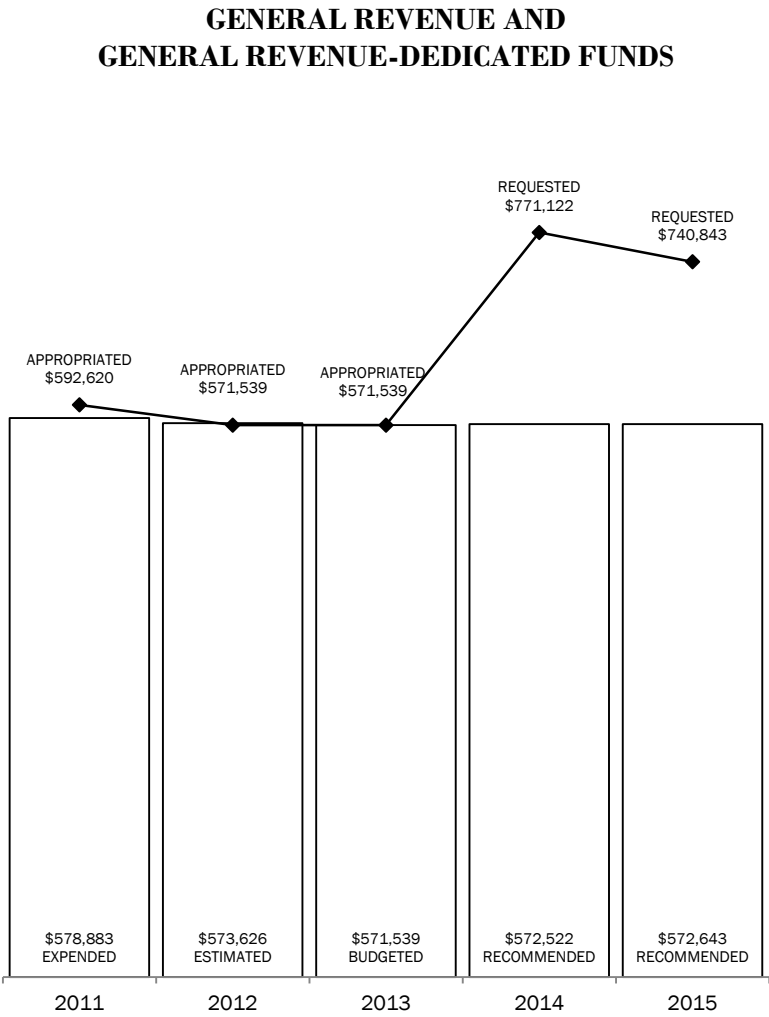 GENERAL REVENUE AND
GENERAL REVENUE-DEDICATED FUNDS
REQUESTED
$771,122
REQUESTED
$740,843
APPROPRIATED
$592,620
APPROPRIATED
$571,539
APPROPRIATED
$571,539
$578,883
EXPENDED
$573,626
ESTIMATED
$571,539
BUDGETED
$572,522
RECOMMENDED
$572,643
RECOMMENDED
2011
2012
2013
2014
2015